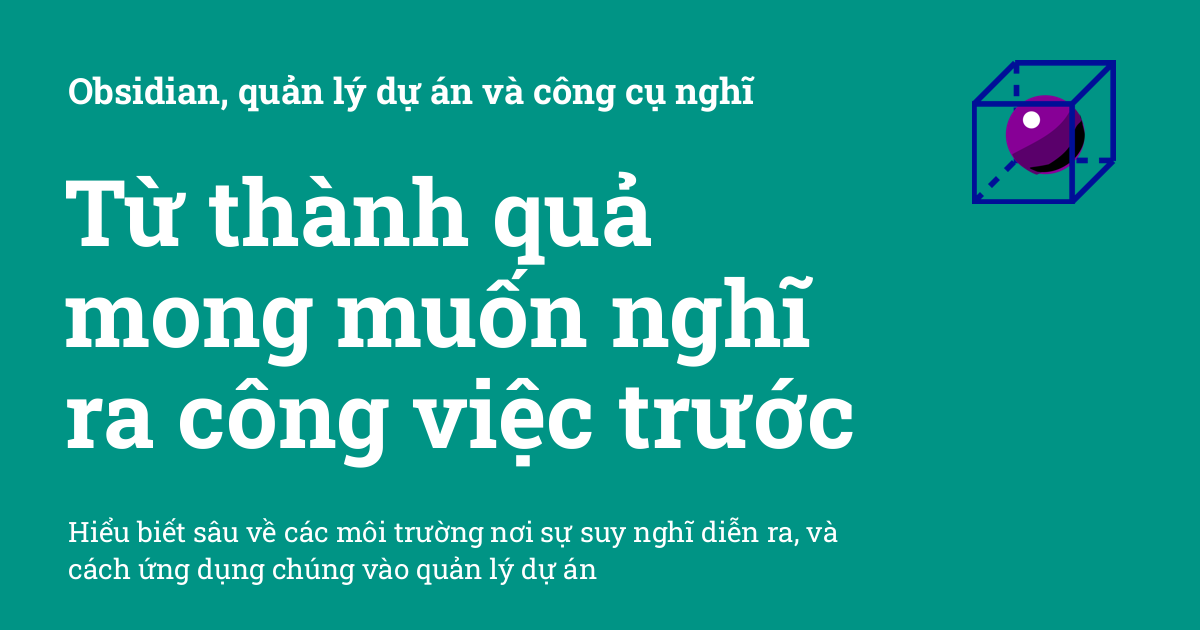 Obsidian, quản lý dự án và công cụ nghĩ
Từ thành quả
mong muốn nghĩ
ra công việc trước
Hiểu biết sâu về các môi trường nơi sự suy nghĩ diễn ra, và
cách ứng dụng chúng vào quản lý dự án